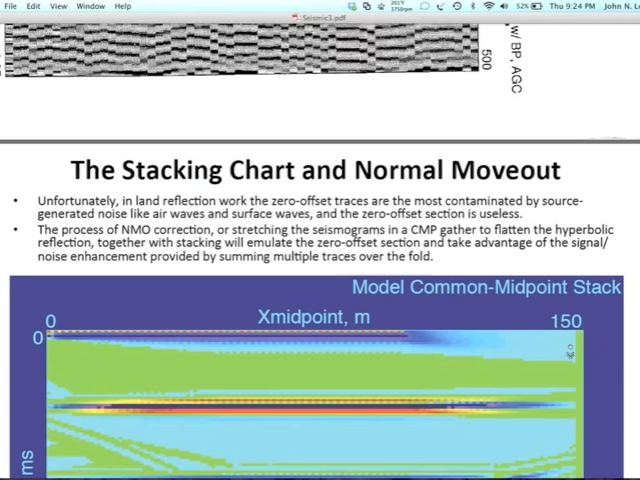 File Edit View Window Help
201°F
3750rpm
52%
Thu 9:24 PM John N. Lo
Seismic3.pdf
w/ BP, AGC
500
The Stacking Chart and Normal Moveout
• Unfortunately, in land reflection work the zero-offset traces are the most contaminated by source-
generated noise like air waves and surface waves, and the zero-offset section is useless.
• The process of NMO correction, or stretching the seismograms in a CMP gather to flatten the hyperbolic
reflection, together with stacking will emulate the zero-offset section and take advantage of the signal/
noise enhancement provided by summing multiple traces over the fold.
Model Common-Midpoint Stack
0 Xmidpoint, m 150
0
ms